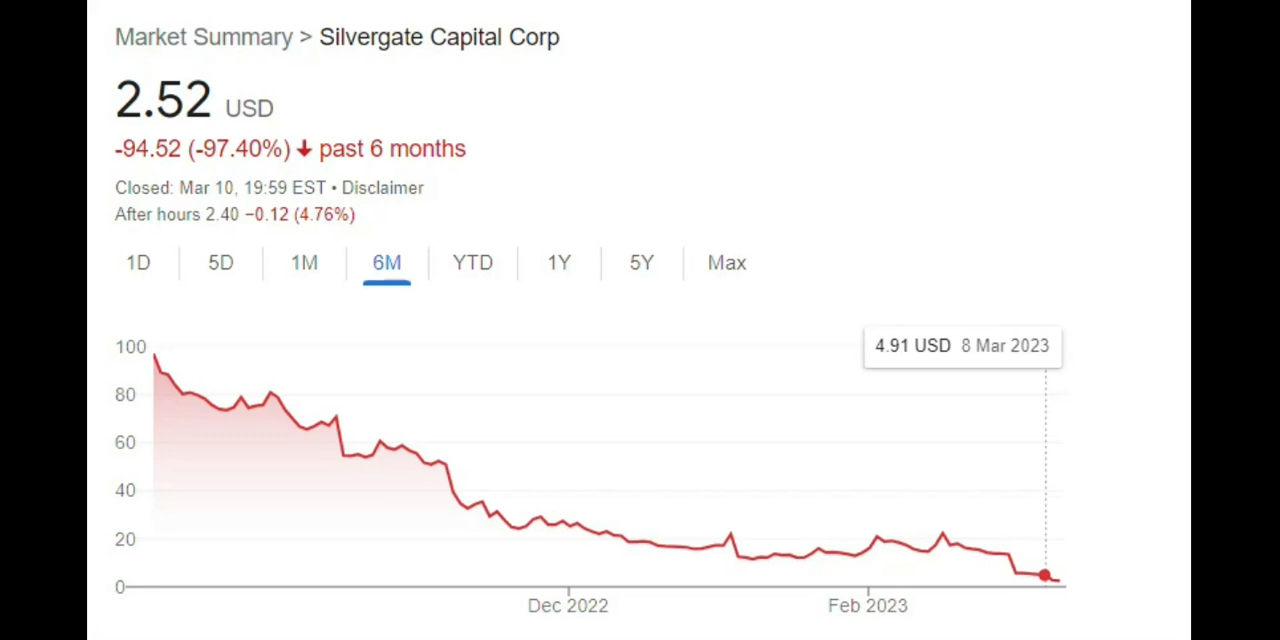 Market Summary > Silvergate Capital Corp
2.52 USD
-94.52 (-97.40%) ↓ past 6 months
Closed: Mar 10, 19:59 EST • Disclaimer
After hours 2.40 −0.12 (4.76%)
1D 5D 1M 6M YTD 1Y 5Y Max
4.91 USD 8 Mar 2023
100
80
60
40
20
0
Dec 2022 Feb 2023